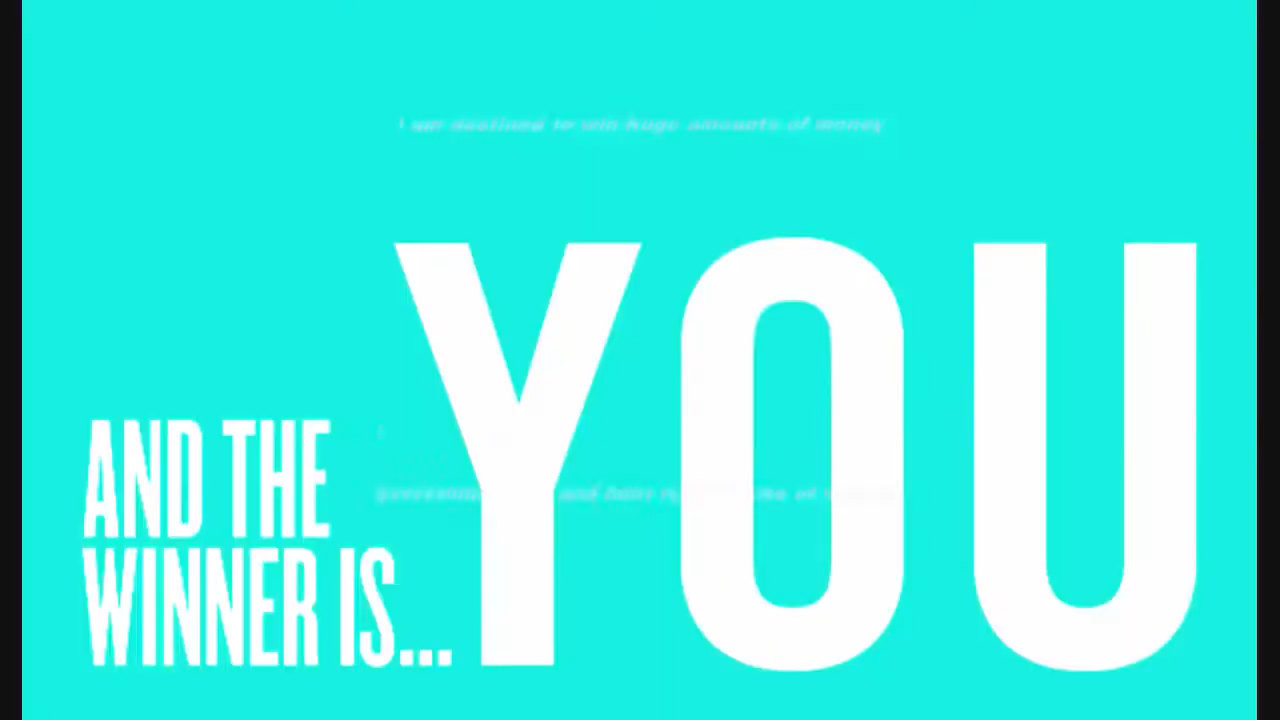 I am destined to win huge amounts of money
AND THE
WINNER IS...
YOU